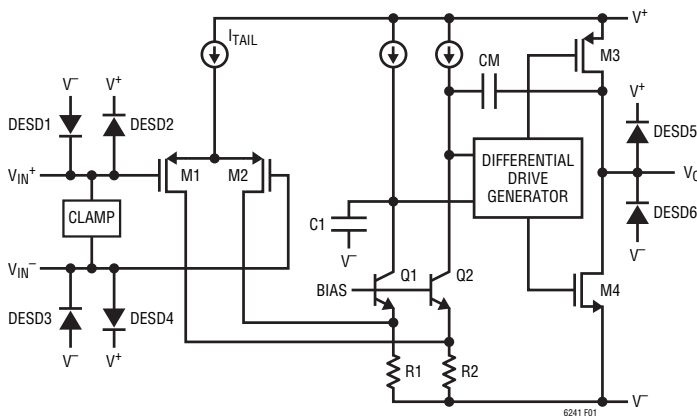 V+
ITAIL
CM
M3
V−
V+
V+
DESD1
DESD2
DESD5
VIN+
M1
M2
DIFFERENTIAL
DRIVE
GENERATOR
VO
CLAMP
C1
DESD6
V−
V−
VIN−
Q1
Q2
BIAS
M4
DESD3
DESD4
V−
V+
R1
R2
V−
6241 F01